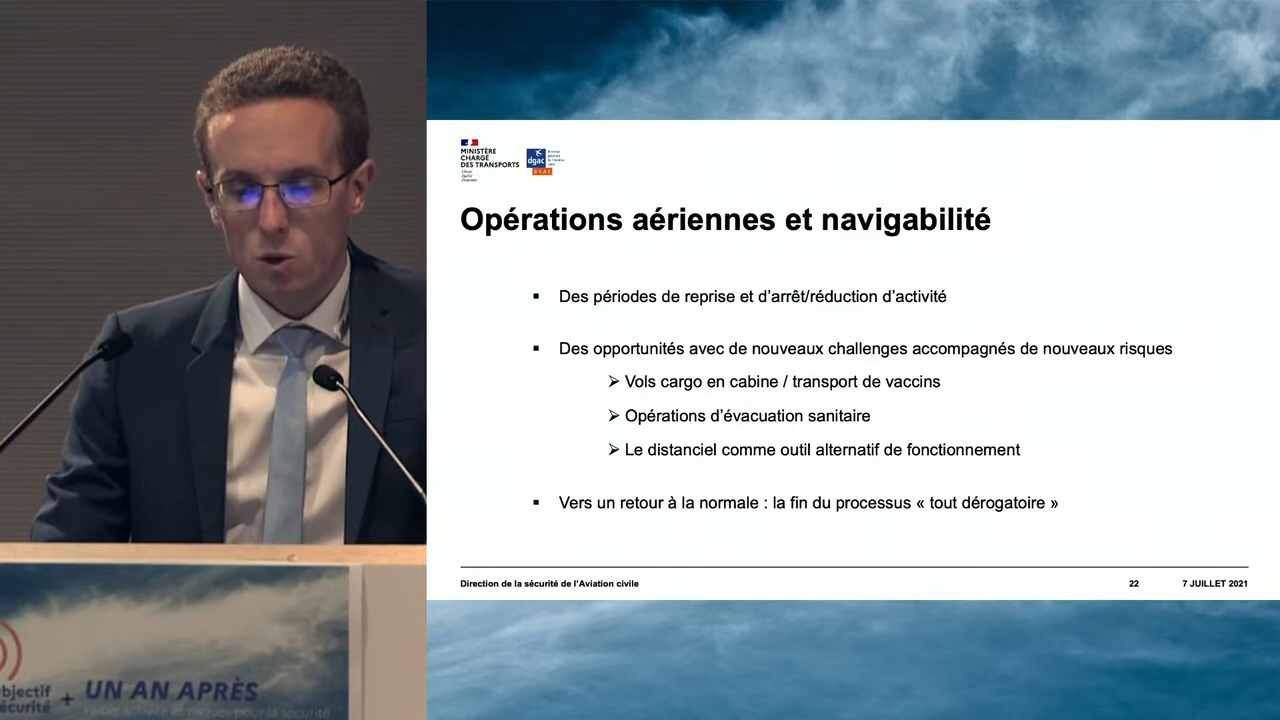 MINISTÈRE
CHARGÉ
DES TRANSPORTS
dgac
DSAC
Opérations aériennes et navigabilité
▪ Des périodes de reprise et d’arrêt/réduction d’activité
▪ Des opportunités avec de nouveaux challenges accompagnés de nouveaux risques
➢ Vols cargo en cabine / transport de vaccins
➢ Opérations d’évacuation sanitaire
➢ Le distanciel comme outil alternatif de fonctionnement
▪ Vers un retour à la normale : la fin du processus « tout dérogatoire »
Direction de la sécurité de l’Aviation civile 22 7 JUILLET 2021
bjectif
écurité + UN AN APRÈS